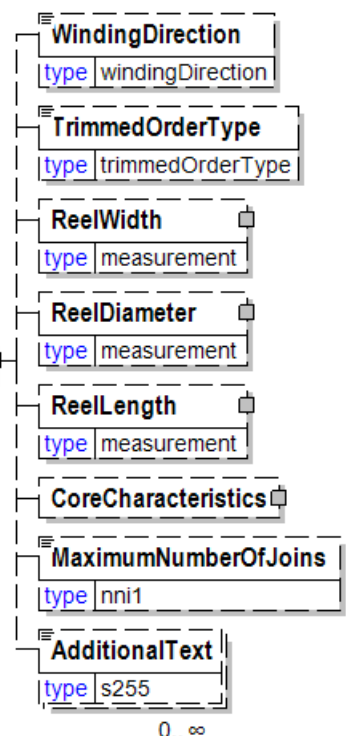 WindingDirection
type windingDirection
TrimmedOrderType
type trimmedOrderType
ReelWidth
type measurement
ReelDiameter
type measurement
ReelLength
type measurement
CoreCharacteristics
MaximumNumberOfJoins
type nni1
AdditionalText
type s255
0 ∞